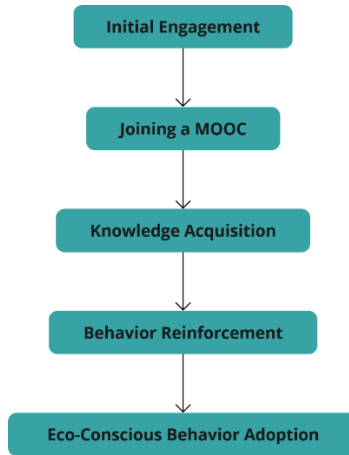 Initial Engagement
Joining a MOOC
Knowledge Acquisition
Behavior Reinforcement
Eco-Conscious Behavior Adoption